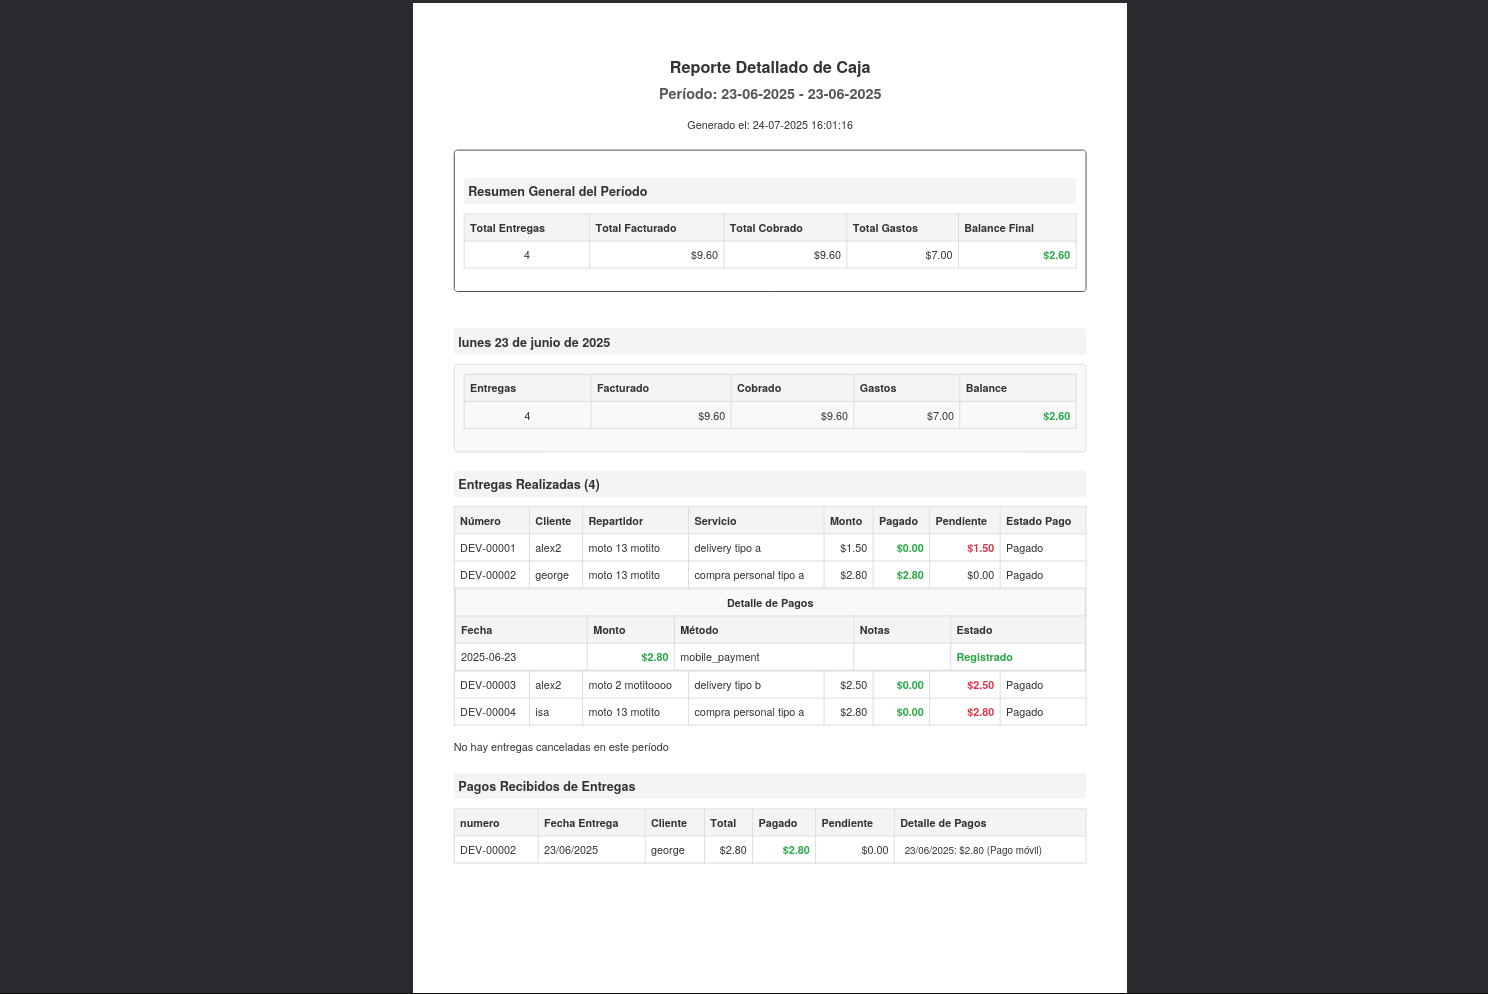 Reporte Detallado de Caja
Período: 23-06-2025 - 23-06-2025
Generado el: 24-07-2025 16:01:16
Resumen General del Período
Total Entregas Total Facturado Total Cobrado Total Gastos Balance Final
4 $9.60 $9.60 $7.00 $2.60
lunes 23 de junio de 2025
Entregas Facturado Cobrado Gastos Balance
4 $9.60 $9.60 $7.00 $2.60
Entregas Realizadas (4)
Número Cliente Repartidor Servicio Monto Pagado Pendiente Estado Pago
DEV-00001 alex2 moto 13 motito delivery tipo a $1.50 $0.00 $1.50 Pagado
DEV-00002 george moto 13 motito compra personal tipo a $2.80 $2.80 $0.00 Pagado
Detalle de Pagos
Fecha Monto Método Notas Estado
2025-06-23 $2.80 mobile_payment Registrado
DEV-00003 alex2 moto 2 motitoooo delivery tipo b $2.50 $0.00 $2.50 Pagado
DEV-00004 isa moto 13 motito compra personal tipo a $2.80 $0.00 $2.80 Pagado
No hay entregas canceladas en este período
Pagos Recibidos de Entregas
numero Fecha Entrega Cliente Total Pagado Pendiente Detalle de Pagos
DEV-00002 23/06/2025 george $2.80 $2.80 $0.00 23/06/2025: $2.80 (Pago móvil)